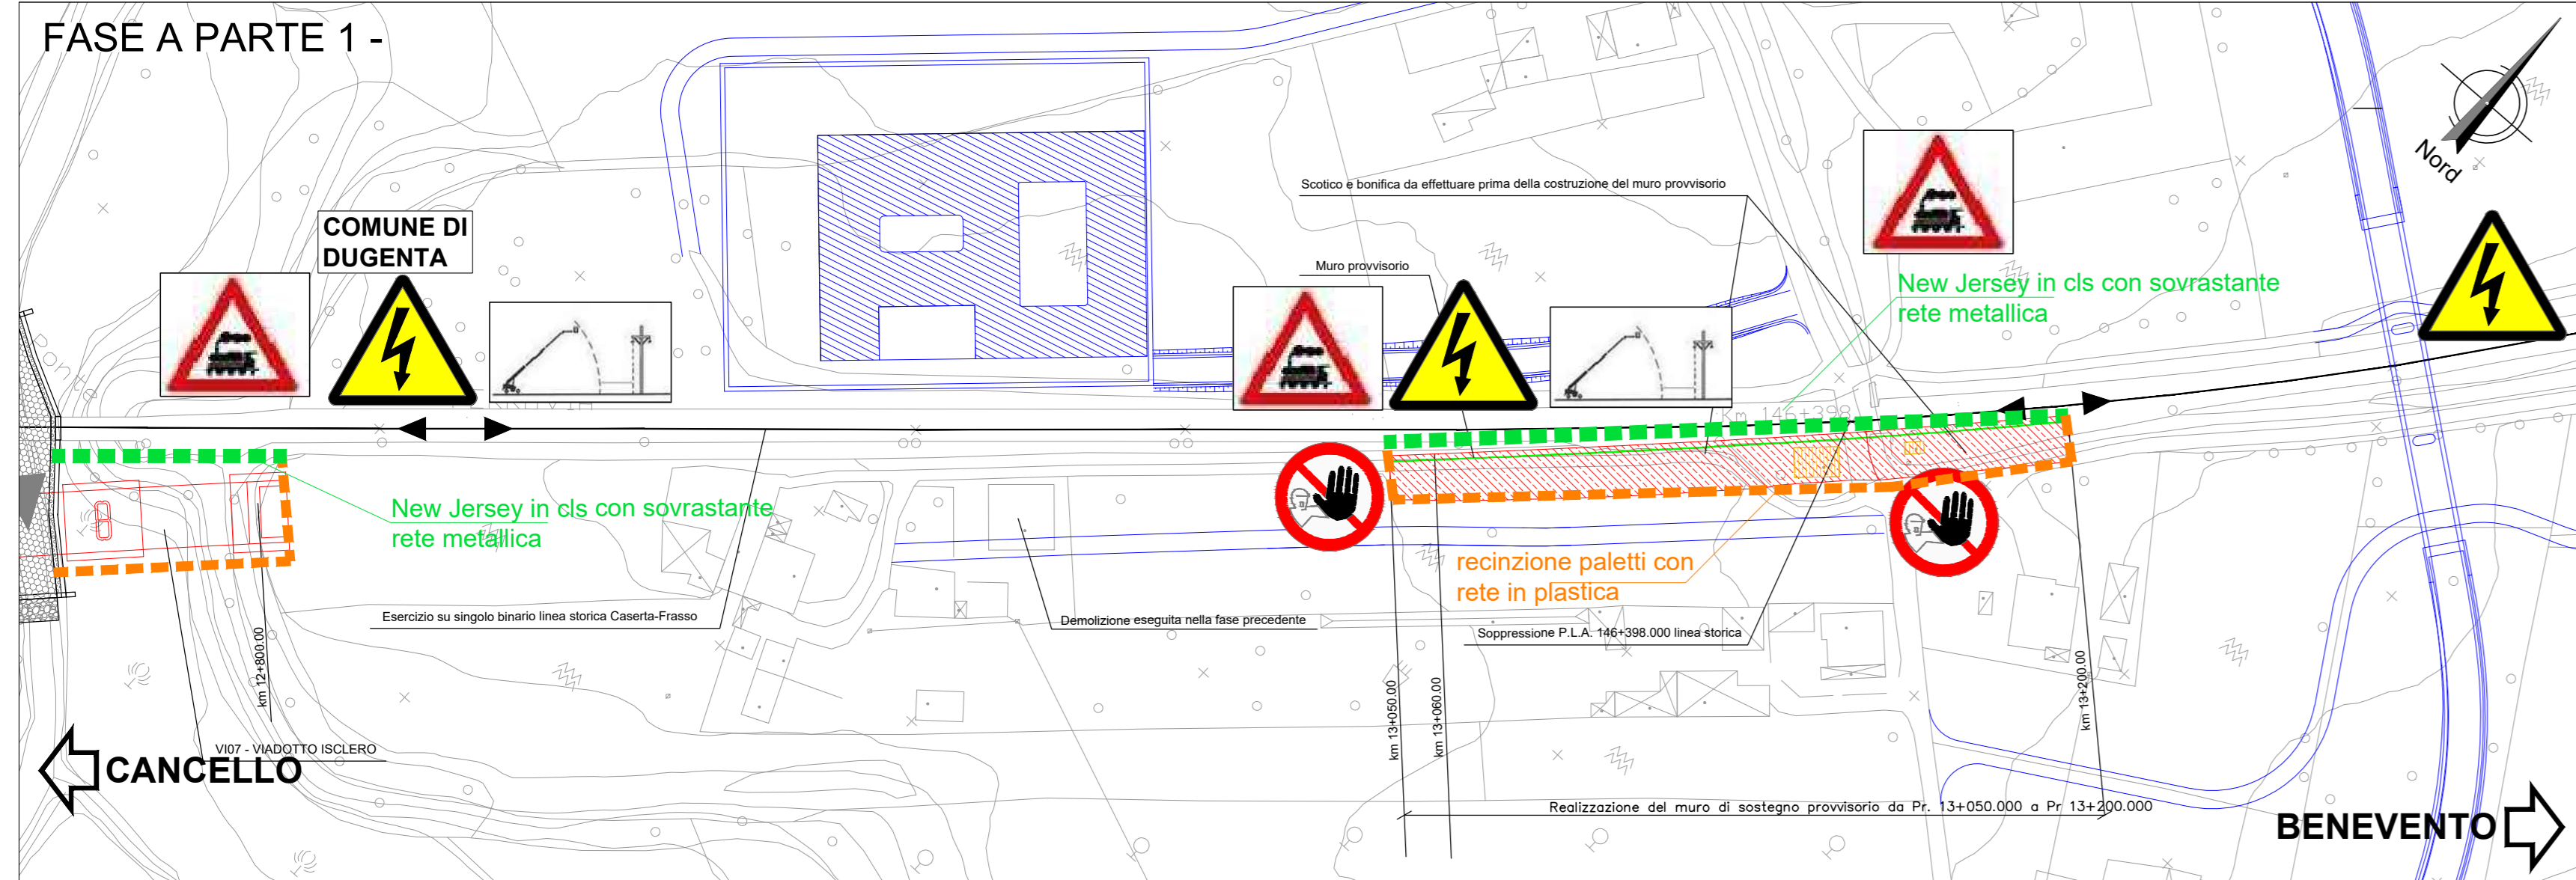 FASE A PARTE 1 -
Nord
Scotico e bonifica da effettuare prima della costruzione del muro provvisorio
COMUNE DI
DUGENTA
Muro provvisorio
New Jersey in cls con sovrastante
rete metallica
Km 146+398
New Jersey in cls con sovrastante
rete metallica
recinzione paletti con
rete in plastica
Esercizio su singolo binario linea storica Caserta-Frasso
Demolizione eseguita nella fase precedente
Soppressione P.L.A. 146+398.000 linea storica
km 12+800.00
km 13+050.00
km 13+060.00
km 13+200.00
VI07 - VIADOTTO ISCLERO
CANCELLO
Realizzazione del muro di sostegno provvisorio da Pr. 13+050.000 a Pr 13+200.000
BENEVENTO